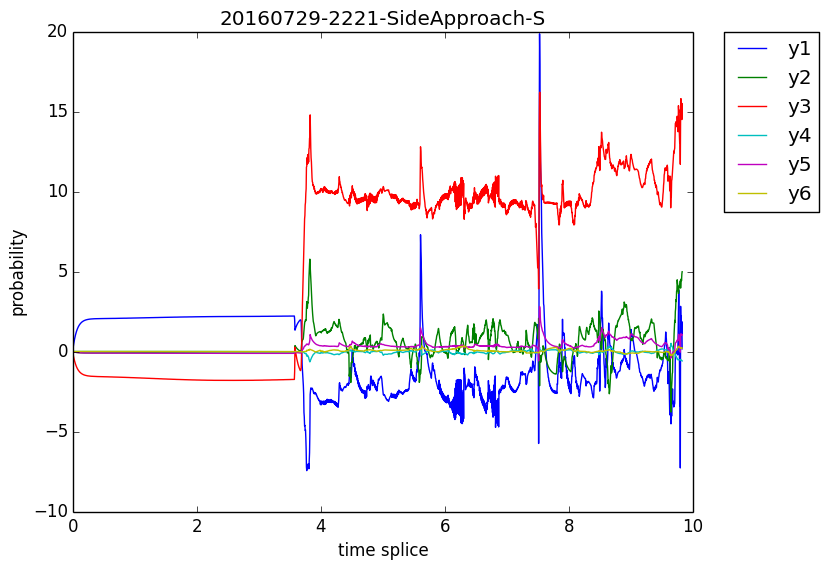 20160729-2221-SideApproach-S
20
15
10
5
0
−5
−10
probability
0 2 4 6 8 10
time splice
y1
y2
y3
y4
y5
y6